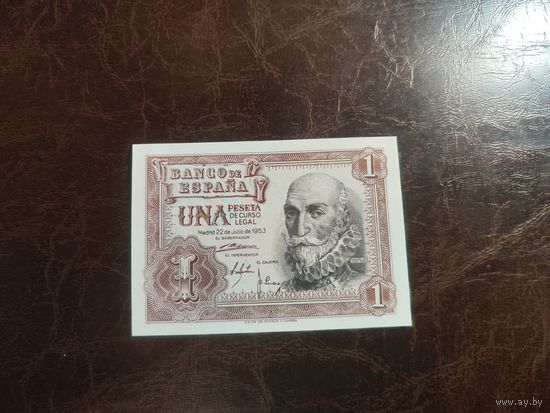 BANCO DE
ESPAÑA
1
UNA PESETA
DE CURSO
LEGAL
Madrid 22 de Julio de 1953
EL GOBERNADOR
EL INTERVENTOR
EL CAJERO
1
1
www.ay.by